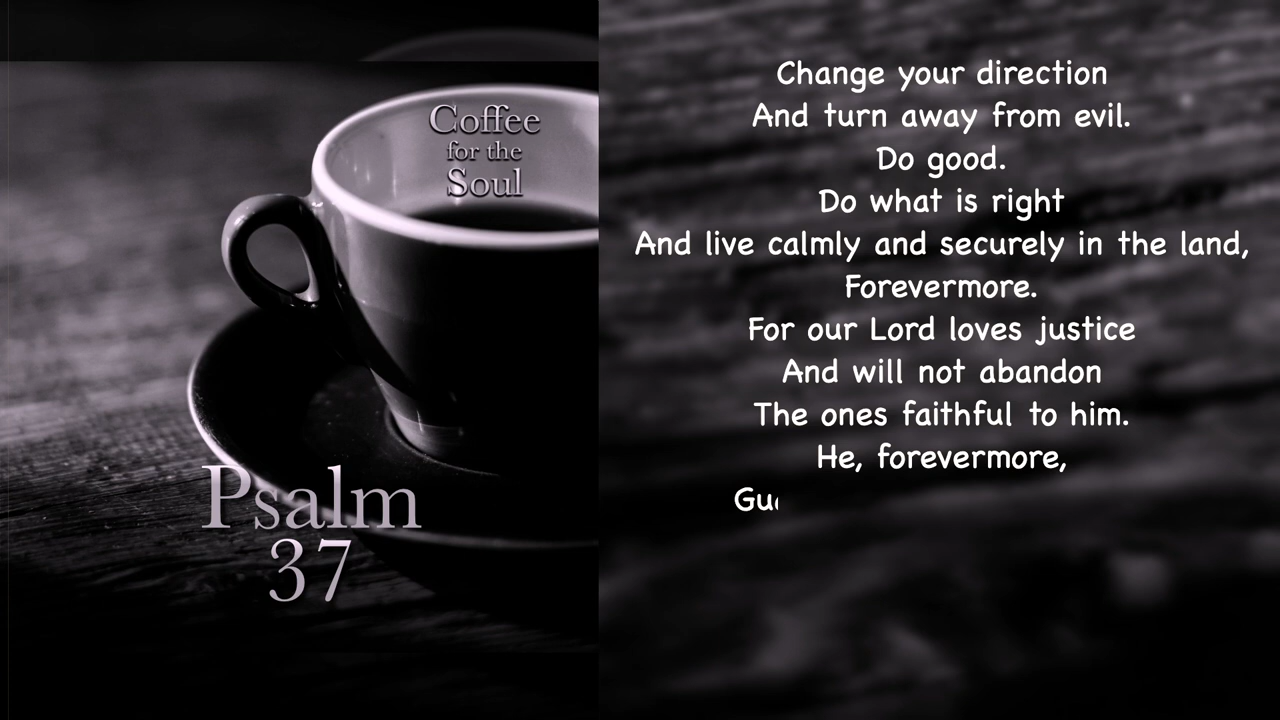 Coffee
for the
Soul
Psalm
37
Change your direction
And turn away from evil.
Do good.
Do what is right
And live calmly and securely in the land,
Forevermore.
For our Lord loves justice
And will not abandon
The ones faithful to him.
He, forevermore,